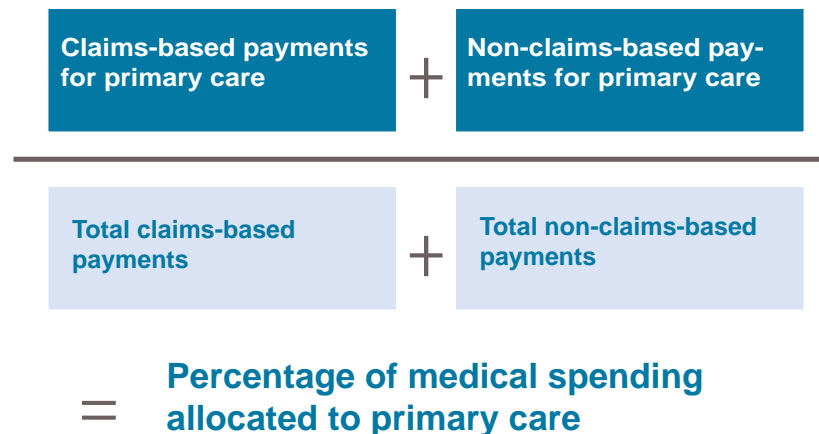 Claims-based payments
for primary care
+
Non-claims-based pay-
ments for primary care
Total claims-based
payments
+
Total non-claims-based
payments
=
Percentage of medical spending
allocated to primary care